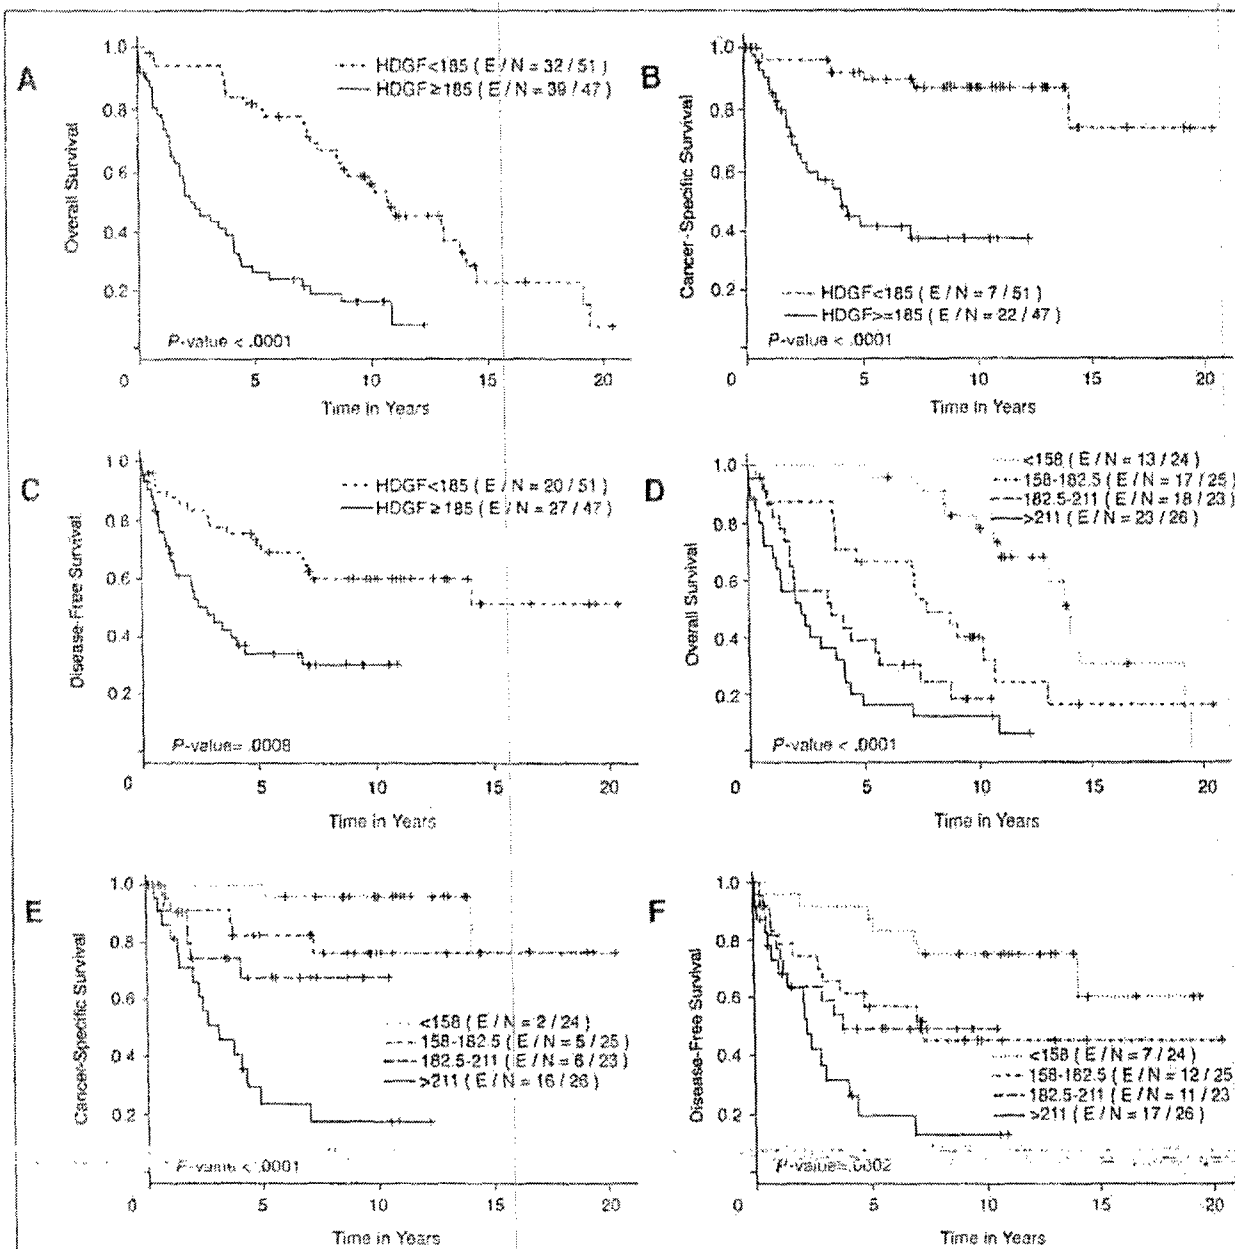 A
Overall Survival
1.0
0.8
0.6
0.4
0.2
HDGF<185 ( E / N = 32 / 51 )
HDGF≥185 ( E / N = 39 / 47 )
P-value < .0001
0 5 10 15 20
Time in Years
B
Cancer-Specific Survival
1.0
0.8
0.6
0.4
0.2
HDGF<185 ( E / N = 7 / 51 )
HDGF>=185 ( E / N = 22 / 47 )
P-value < .0001
0 5 10 15 20
Time in Years
C
Disease-Free Survival
1.0
0.8
0.6
0.4
0.2
HDGF<185 ( E / N = 20 / 51 )
HDGF≥185 ( E / N = 27 / 47 )
P-value= .0008
0 5 10 15 20
Time in Years
D
Overall Survival
1.0
0.8
0.6
0.4
0.2
<158 ( E / N = 13 / 24 )
158-182.5 ( E / N = 17 / 25 )
182.5-211 ( E / N = 18 / 23 )
>211 ( E / N = 23 / 26 )
P-value < .0001
0 5 10 15 20
Time in Years
E
Cancer-Specific Survival
1.0
0.8
0.6
0.4
0.2
<158 ( E / N = 2 / 24 )
158-182.5 ( E / N = 5 / 25 )
182.5-211 ( E / N = 6 / 23 )
>211 ( E / N = 16 / 26 )
P-value < .0001
0 5 10 15 20
Time in Years
F
Disease-Free Survival
1.0
0.8
0.6
0.4
0.2
<158 ( E / N = 7 / 24 )
158-182.5 ( E / N = 12 / 25
182.5-211 ( E / N = 11 / 23
>211 ( E / N = 17 / 26 )
P-value=.0002
0 5 10 15 20
Time in Years